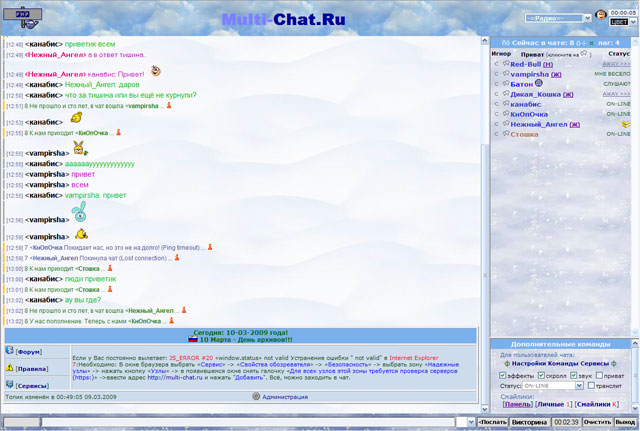 PHP
Multi-Chat.Ru
-=Радио=-
00:00:05
ЦВЕТ
[12:48] <канабис> приветик всем
[12:48] <Нежный_Ангел> а в ответ тишина..
[12:49] <Нежный_Ангел> канабис: Привет!
[12:50] <канабис> Нежный_Ангел: даров
[12:50] <канабис> что за тишина или вы ещё не курнули?
[12:51] 8 Не прошло и сто лет, в чат вошла <vampirsha ...
[12:53] <канабис>
[12:55] 8 К нам приходит <КиОпОчка ...
[12:55] <vampirsha>
[12:55] <канабис> аааааауууууууууууу
[12:55] <vampirsha> привет
[12:55] <vampirsha> всем
[12:55] <канабис> vampirsha: привет
[12:59] <vampirsha>
[12:59] <vampirsha>
[12:59] 7 <КиОпОчка Покидает нас, но это не на долго! (Ping timeout) ...
[12:59] 7 <Нежный_Ангел Покинула чат (Lost connection) ...
[13:00] 8 К нам приходит <Стошка ...
[13:00] <канабис> люди приветик
[13:01] 8 К нам приходит <Стошка ...
[13:01] <канабис> ау вы где?
[13:02] 8 Не прошло и сто лет, в чат вошла <Нежный_Ангел ...
[13:02] 8 У нас пополнение. Теперь с нами <КиОпОчка ...
Сегодня: 10-03-2009 года!
10 Марта - День архивов!!!
[Форум]
[Правила]
[Сервисы]
Если у Вас постоянно вылетает: JS_ERROR #20 «window.status» not valid Устранение ошибки " not valid" в Internet Explorer
7:Необходимо: В окне браузера выбрать «Сервис» -> «Свойства обозревателя» -> «Безопасность» -> выбрать зону «Надежные
узлы» -> нажать кнопку «Узлы» -> в появившемся окне снять галочку «Для всех узлов этой зоны требуется проверка серверов
(https:)» ->ввести адрес http://multi-chat.ru и нажать "Добавить". Всё, можно заходить в чат.
Топик изменён в 00:49:05 09.03.2009
Администрация
Сейчас в чате: 8
лаг: 4
Игнор Приват (кликните на ) Статус
С Red-Bull (М) AWAY >>>
С vampirsha (Ж) МНЕ ВЕСЕЛО
С Батон СЛУШАЮ?
С Дикая_Кошка (Ж) AWAY >>>
С канабис ON-LINE
С КиОпОчка ON-LINE
С Нежный_Ангел (Ж)
С Стошка ON-LINE
Дополнительные команды
Для пользователей чата:
Настройки Команды Сервисы
эффекты скролл звук приват
Статус: ON-LINE транслит
Смайлики:
[Панель] [Личные 1] [Смайлики К]
<Послать Викторина 00:02:39 Очистить Выход